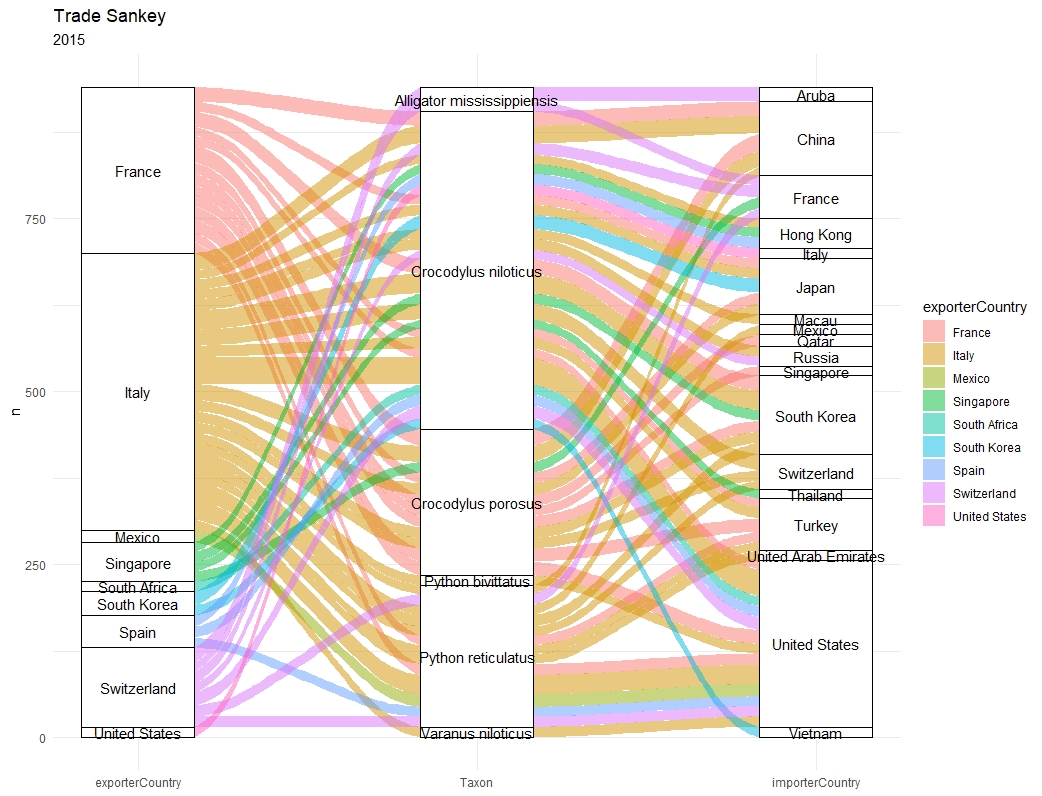 Trade Sankey
2015
n
750
500
250
0
France
Italy
Mexico
Singapore
South Africa
South Korea
Spain
Switzerland
United States
Alligator mississippiensis
Crocodylus niloticus
Crocodylus porosus
Python bivittatus
Python reticulatus
Varanus niloticus
Aruba
China
France
Hong Kong
Italy
Japan
Macau
Mexico
Qatar
Russia
Singapore
South Korea
Switzerland
Thailand
Turkey
United Arab Emirates
United States
Vietnam
exporterCountry
Taxon
importerCountry
exporterCountry
France
Italy
Mexico
Singapore
South Africa
South Korea
Spain
Switzerland
United States